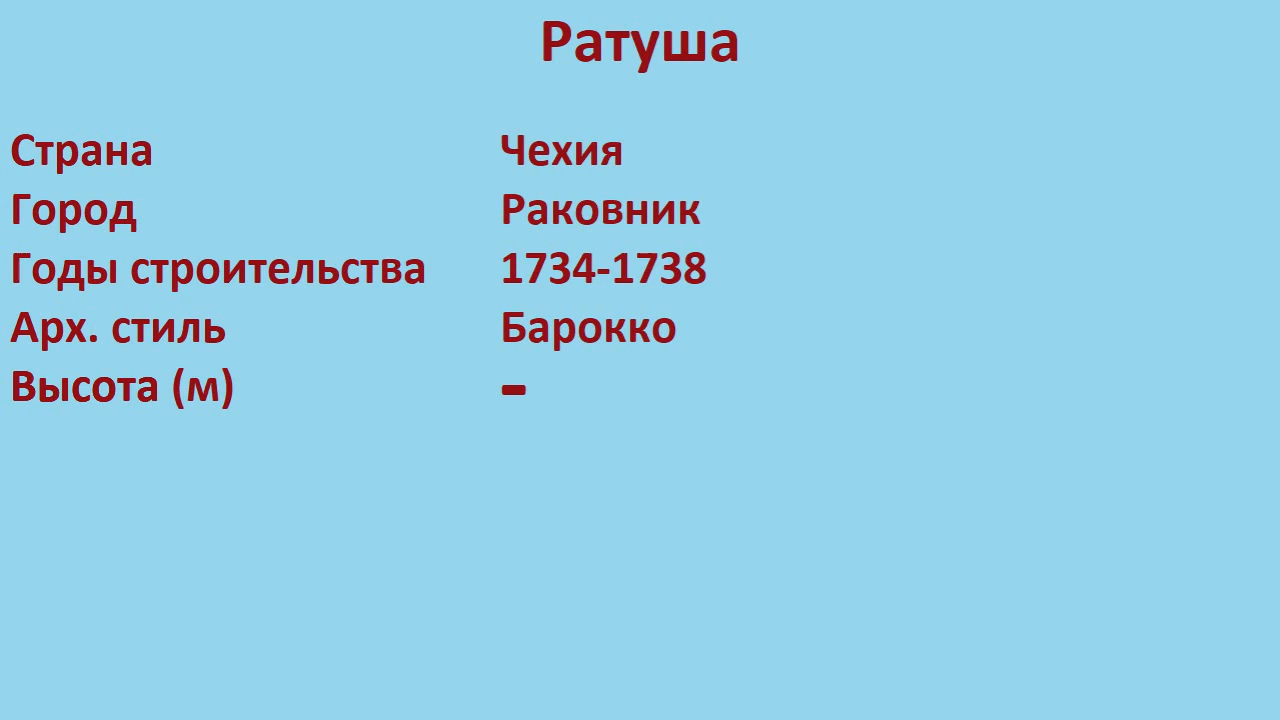 Ратуша
Страна Чехия
Город Раковник
Годы строительства 1734-1738
Арх. стиль Барокко
Высота (м) -